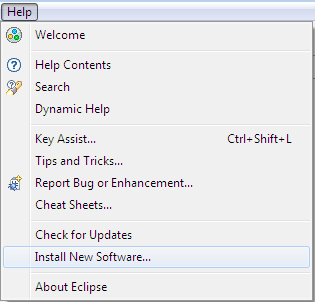 Help
Welcome
Help Contents
Search
Dynamic Help
Key Assist... Ctrl+Shift+L
Tips and Tricks...
Report Bug or Enhancement...
Cheat Sheets...
Check for Updates
Install New Software...
About Eclipse